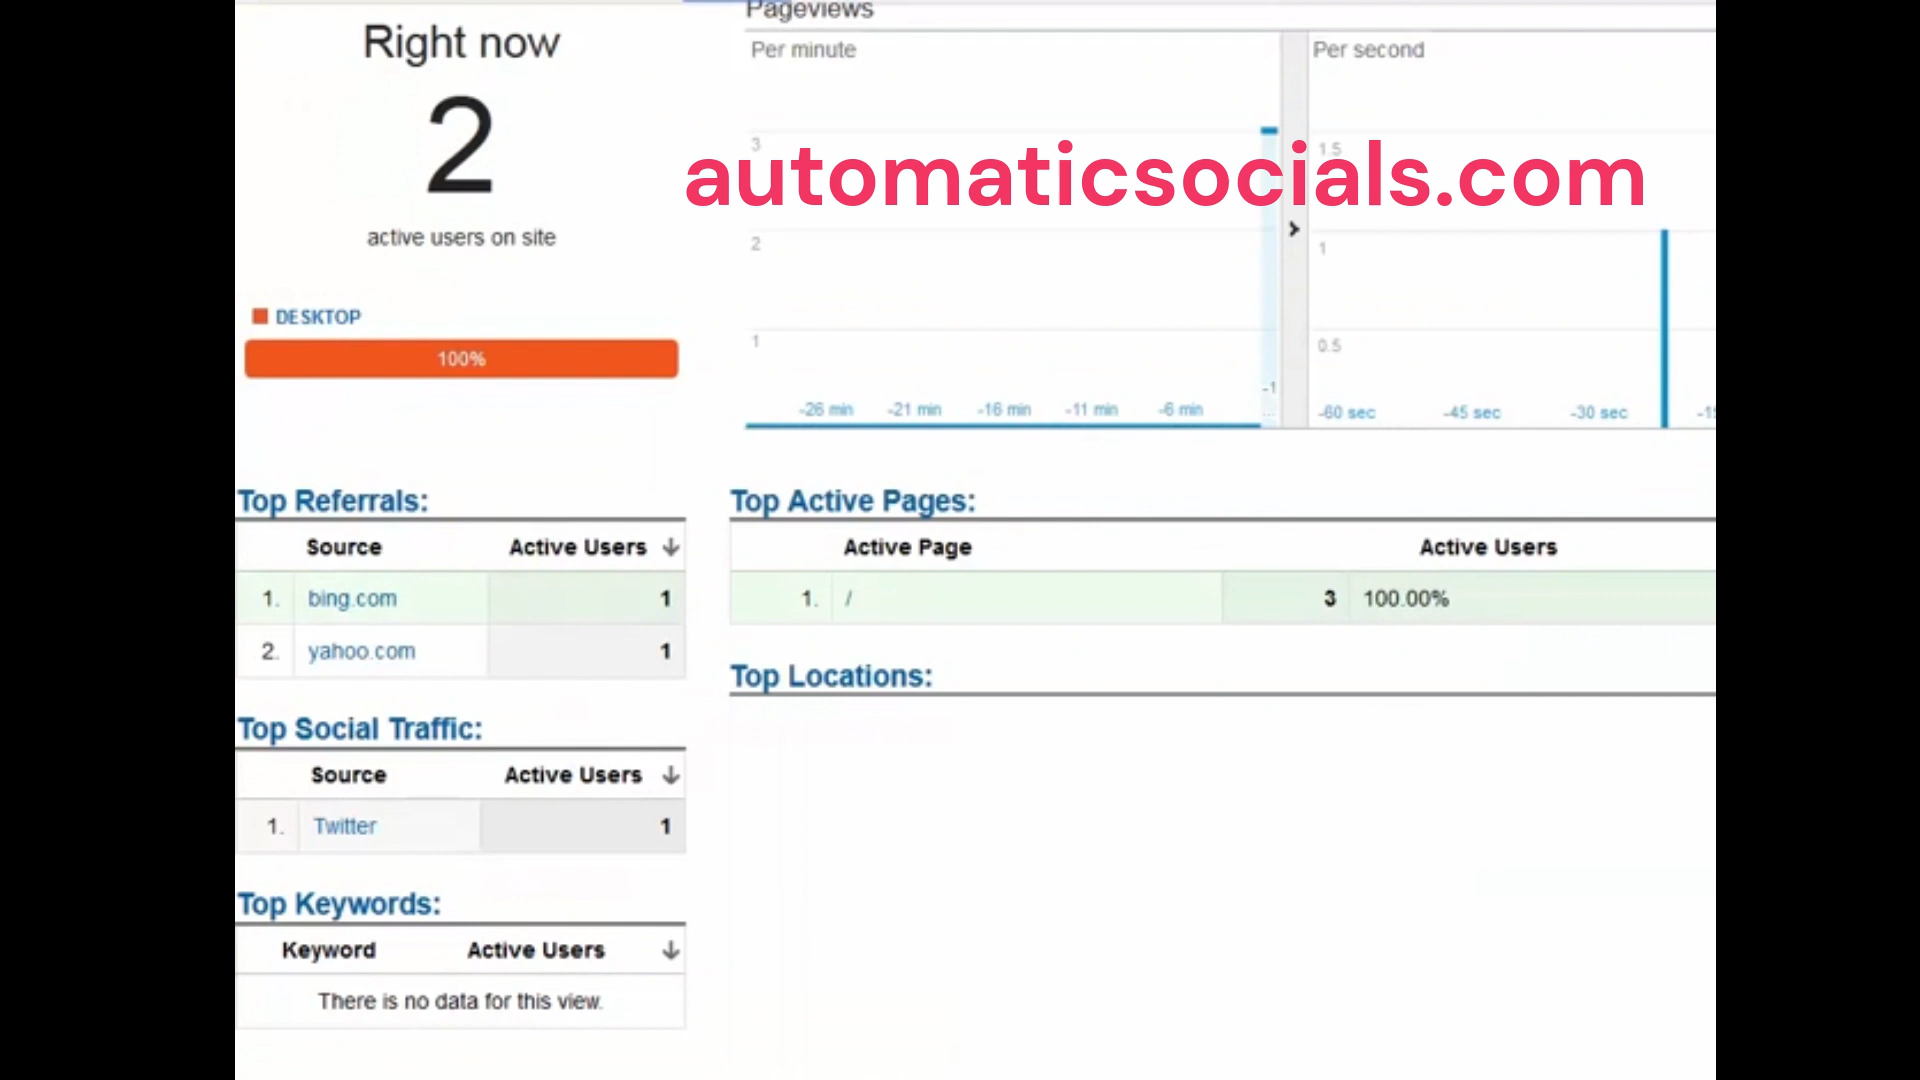 Pageviews
Right now
Per minute
Per second
2
active users on site
automaticsocials.com
3
2
1
1.5
1
0.5
DESKTOP
100%
-26 min
-21 min
-16 min
-11 min
-6 min
-1
...
-60 sec
-45 sec
-30 sec
Top Referrals:
Source Active Users
1. bing.com 1
2. yahoo.com 1
Top Active Pages:
Active Page Active Users
1. / 3 100.00%
Top Locations:
Top Social Traffic:
Source Active Users
1. Twitter 1
Top Keywords:
Keyword Active Users
There is no data for this view.